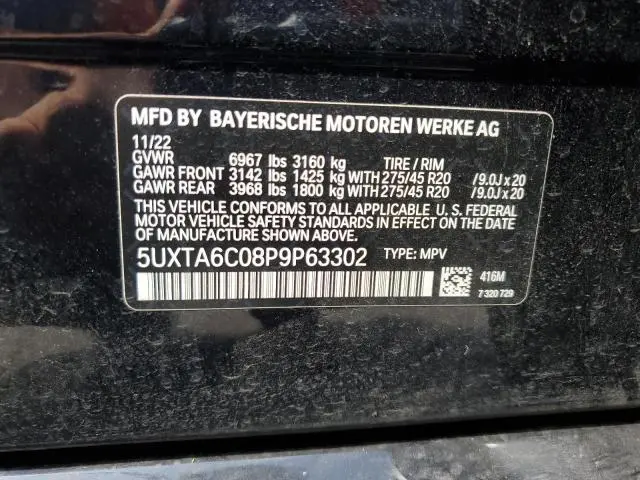 MFD BY BAYERISCHE MOTOREN WERKE AG
11/22
GVWR 6967 lbs 3160 kg TIRE / RIM
GAWR FRONT 3142 lbs 1425 kg WITH 275/45 R20 /9.0J x 20
GAWR REAR 3968 lbs 1800 kg WITH 275/45 R20 /9.0J x 20
THIS VEHICLE CONFORMS TO ALL APPLICABLE U. S. FEDERAL
MOTOR VEHICLE SAFETY STANDARDS IN EFFECT ON THE DATE
OF MANUFACTURE SHOWN ABOVE.
5UXTA6C08P9P63302 TYPE: MPV
416M
7 320 729